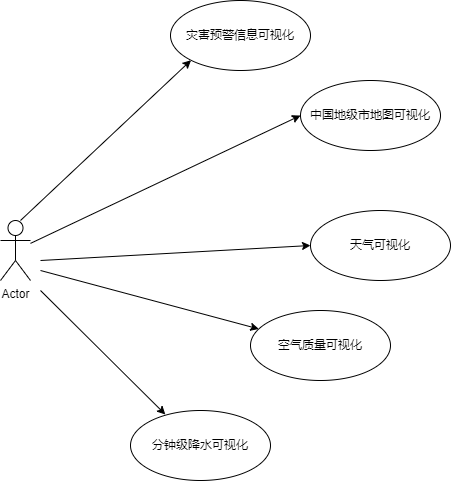 灾害预警信息可视化
中国地级市地图可视化
天气可视化
Actor
空气质量可视化
分钟级降水可视化